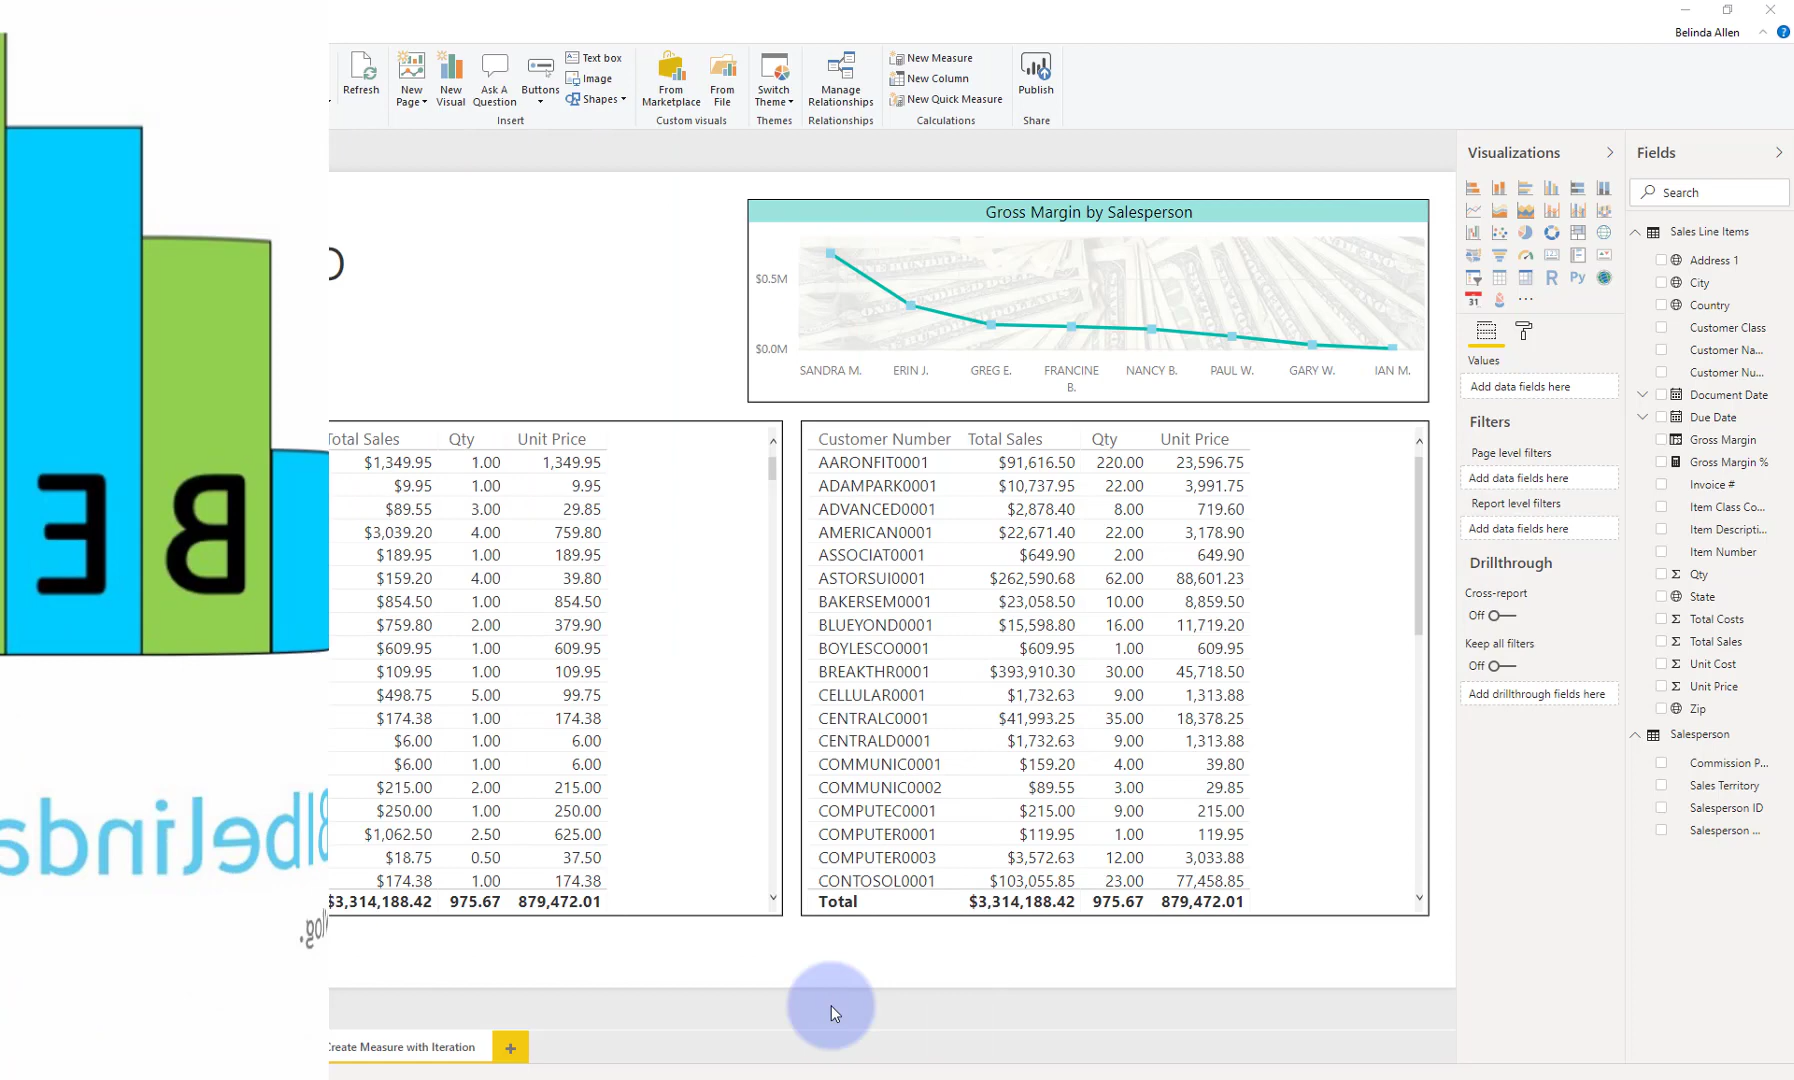 Belinda Allen
?
Refresh
New Page
New Visual
Ask A Question
Buttons
Text box
Image
Shapes
Insert
From Marketplace
From File
Custom visuals
Switch Theme
Themes
Manage Relationships
Relationships
New Measure
New Column
New Quick Measure
Calculations
Publish
Share
Gross Margin by Salesperson
$0.5M
$0.0M
SANDRA M. ERIN J. GREG E. FRANCINE B. NANCY B. PAUL W. GARY W. IAN M.
Total Sales Qty Unit Price
$1,349.95 1.00 1,349.95
$9.95 1.00 9.95
$89.55 3.00 29.85
$3,039.20 4.00 759.80
$189.95 1.00 189.95
$159.20 4.00 39.80
$854.50 1.00 854.50
$759.80 2.00 379.90
$609.95 1.00 609.95
$109.95 1.00 109.95
$498.75 5.00 99.75
$174.38 1.00 174.38
$6.00 1.00 6.00
$6.00 1.00 6.00
$215.00 2.00 215.00
$250.00 1.00 250.00
$1,062.50 2.50 625.00
$18.75 0.50 37.50
$174.38 1.00 174.38
$3,314,188.42 975.67 879,472.01
Customer Number Total Sales Qty Unit Price
AARONFIT0001 $91,616.50 220.00 23,596.75
ADAMPARK0001 $10,737.95 22.00 3,991.75
ADVANCED0001 $2,878.40 8.00 719.60
AMERICAN0001 $22,671.40 22.00 3,178.90
ASSOCIAT0001 $649.90 2.00 649.90
ASTORSUI0001 $262,590.68 62.00 88,601.23
BAKERSEM0001 $23,058.50 10.00 8,859.50
BLUEYOND0001 $15,598.80 16.00 11,719.20
BOYLESCO0001 $609.95 1.00 609.95
BREAKTHR0001 $393,910.30 30.00 45,718.50
CELLULAR0001 $1,732.63 9.00 1,313.88
CENTRALC0001 $41,993.25 35.00 18,378.25
CENTRALD0001 $1,732.63 9.00 1,313.88
COMMUNIC0001 $159.20 4.00 39.80
COMMUNIC0002 $89.55 3.00 29.85
COMPUTEC0001 $215.00 9.00 215.00
COMPUTER0001 $119.95 1.00 119.95
COMPUTER0003 $3,572.63 12.00 3,033.88
CONTOSOL0001 $103,055.85 23.00 77,458.85
Total $3,314,188.42 975.67 879,472.01
Create Measure with Iteration
+
Visualizations
R Py
31
Values
Add data fields here
Filters
Page level filters
Add data fields here
Report level filters
Add data fields here
Drillthrough
Cross-report
Off
Keep all filters
Off
Add drillthrough fields here
Fields
Search
Sales Line Items
Address 1
City
Country
Customer Class
Customer Na...
Customer Nu...
Document Date
Due Date
Gross Margin
Gross Margin %
Invoice #
Item Class Co...
Item Descripti...
Item Number
Qty
State
Total Costs
Total Sales
Unit Cost
Unit Price
Zip
Salesperson
Commission P...
Sales Territory
Salesperson ID
Salesperson ...
B E
BIbelinda